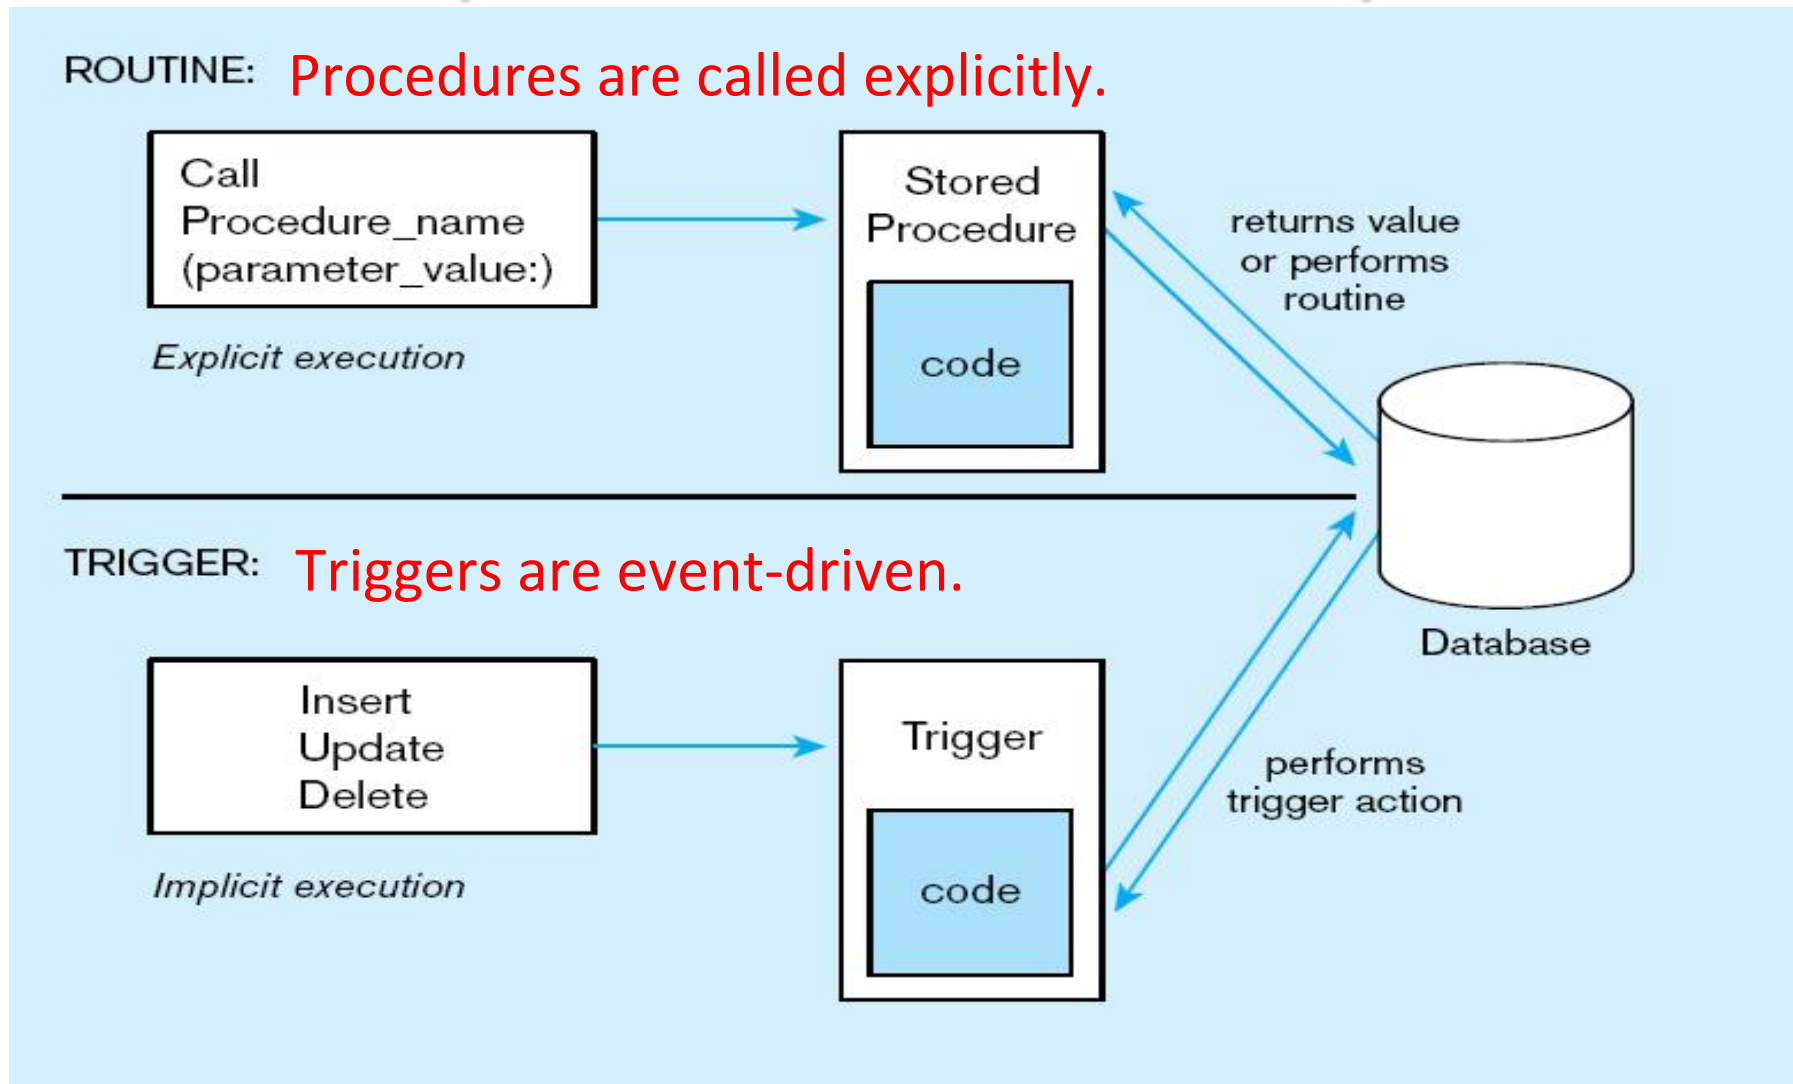 ROUTINE: Procedures are called explicitly.
Call
Procedure_name
(parameter_value:)
Explicit execution
Stored
Procedure
code
returns value
or performs
routine
Database
TRIGGER: Triggers are event-driven.
Insert
Update
Delete
Implicit execution
Trigger
code
performs
trigger action